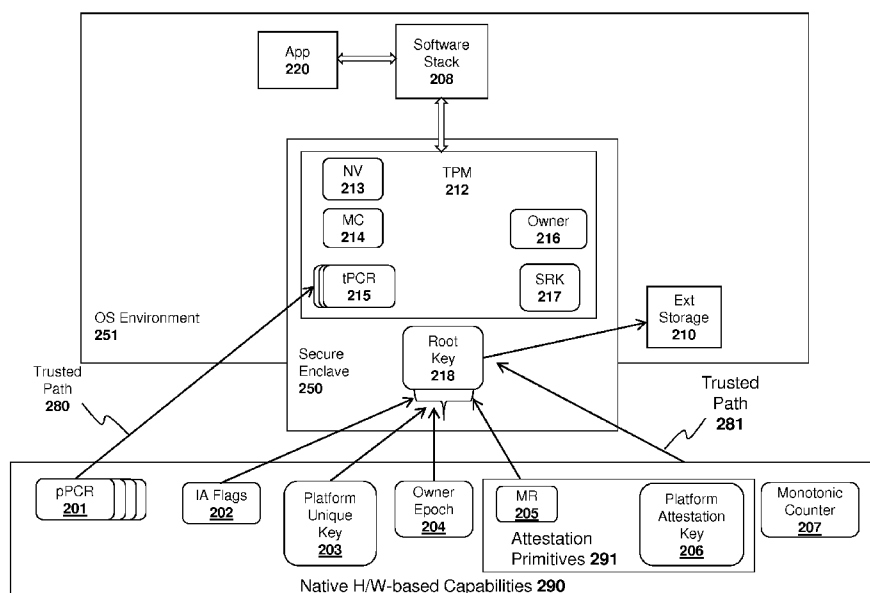 App
220
Software
Stack
208
NV
213
TPM
212
MC
214
Owner
216
tPCR
215
SRK
217
OS Environment
251
Ext
Storage
210
Root
Key
218
Secure
Enclave
250
Trusted
Path
280
Trusted
Path
281
pPCR
201
IA Flags
202
Platform
Unique
Key
203
Owner
Epoch
204
MR
205
Platform
Attestation
Key
206
Monotonic
Counter
207
Attestation
Primitives 291
Native H/W-based Capabilities 290